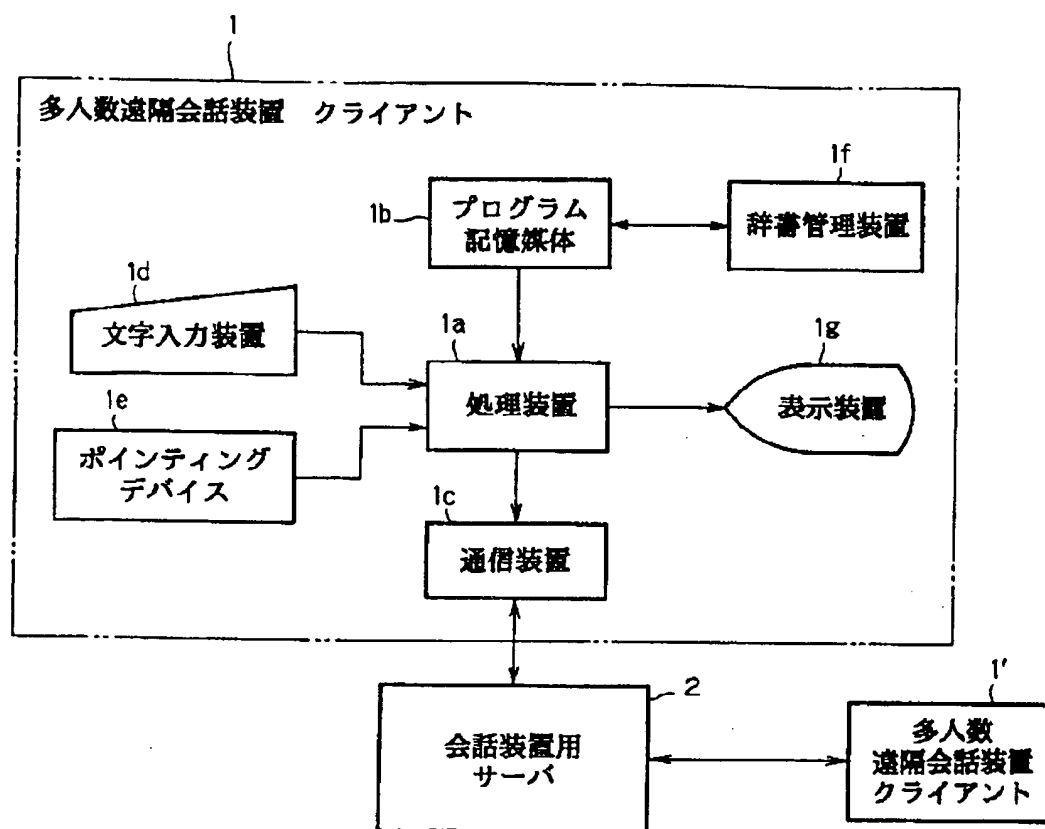 1
多人数遠隔会話装置 クライアント
1f
1b
プログラム
記憶媒体
辞書管理装置
1d
文字入力装置
1a
処理装置
1g
表示装置
1e
ポインティング
デバイス
1c
通信装置
2
会話装置用
サーバ
1′
多人数
遠隔会話装置
クライアント